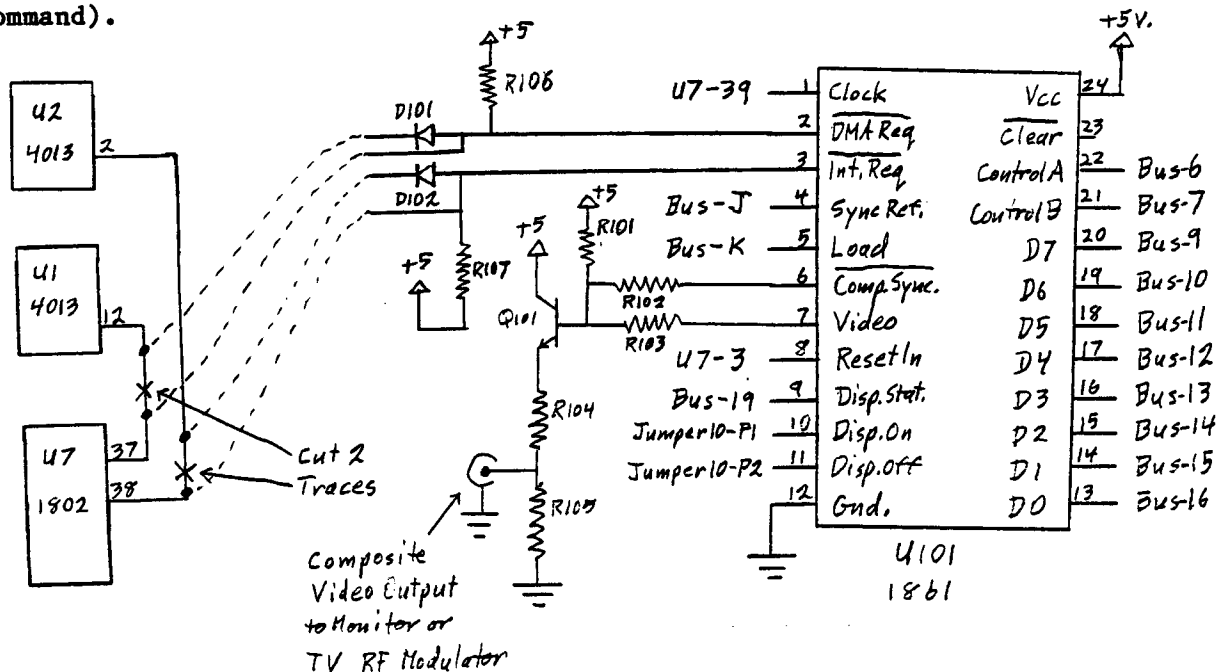 ommand).
U2
4013
2
U1
4013
12
U7
1802
37
38
Cut 2
Traces
+5
R106
D101
D102
+5
R107
+5
Q101
+5
R101
R102
R103
R104
R105
Composite
Video Output
to Monitor or
TV RF Modulator
+5V.
U7-39
1
Clock
2
DMA Req
3
Int. Req
Bus-J
4
Sync Ref.
Bus-K
5
Load
6
Comp. Sync.
7
Video
U7-3
8
Reset In
Bus-19
9
Disp. Stat.
Jumper 10-P1
10
Disp. On
Jumper 10-P2
11
Disp. Off
12
Gnd.
Vcc
24
Clear
23
Control A
22
Bus-6
Control B
21
Bus-7
D7
20
Bus-9
D6
19
Bus-10
D5
18
Bus-11
D4
17
Bus-12
D3
16
Bus-13
D2
15
Bus-14
D1
14
Bus-15
D0
13
Bus-16
U101
1861